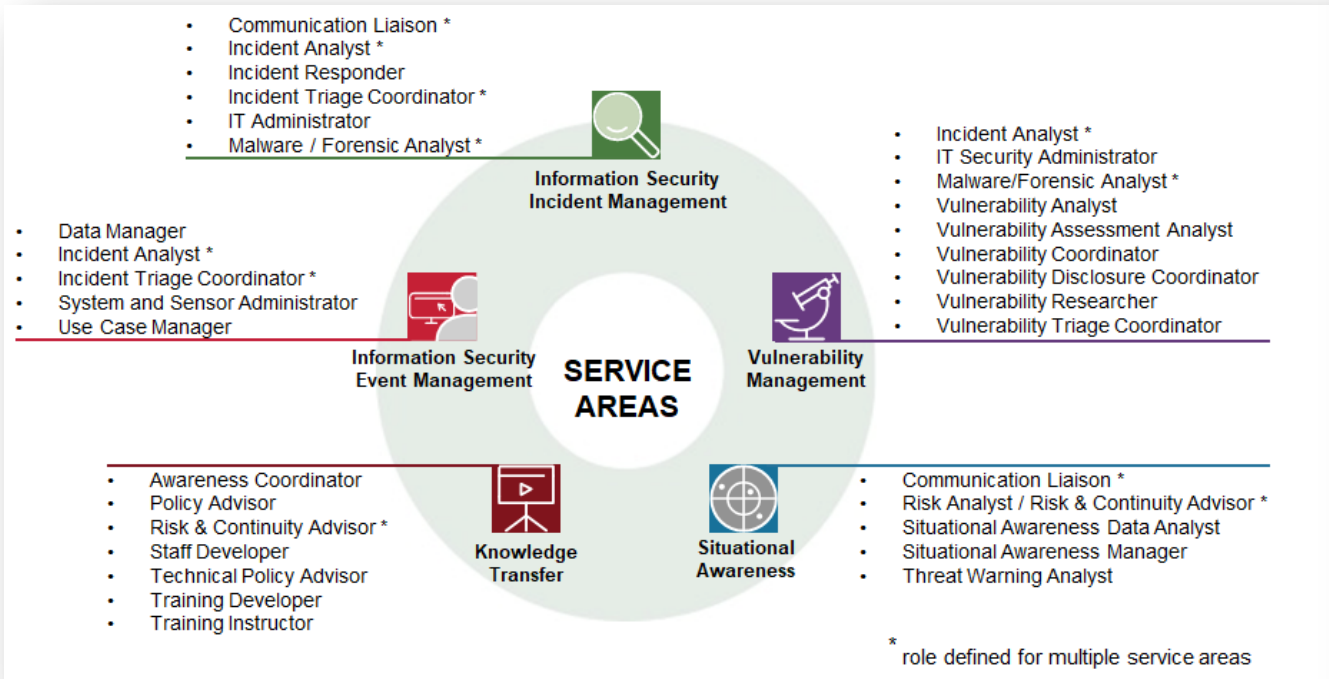 • Communication Liaison *
• Incident Analyst *
• Incident Responder
• Incident Triage Coordinator *
• IT Administrator
• Malware / Forensic Analyst *
Information Security
Incident Management
• Incident Analyst *
• IT Security Administrator
• Malware/Forensic Analyst *
• Vulnerability Analyst
• Vulnerability Assessment Analyst
• Vulnerability Coordinator
• Vulnerability Disclosure Coordinator
• Vulnerability Researcher
• Vulnerability Triage Coordinator
Vulnerability
Management
• Data Manager
• Incident Analyst *
• Incident Triage Coordinator *
• System and Sensor Administrator
• Use Case Manager
Information Security
Event Management
SERVICE
AREAS
• Awareness Coordinator
• Policy Advisor
• Risk & Continuity Advisor *
• Staff Developer
• Technical Policy Advisor
• Training Developer
• Training Instructor
Knowledge
Transfer
Situational
Awareness
• Communication Liaison *
• Risk Analyst / Risk & Continuity Advisor *
• Situational Awareness Data Analyst
• Situational Awareness Manager
• Threat Warning Analyst
* role defined for multiple service areas